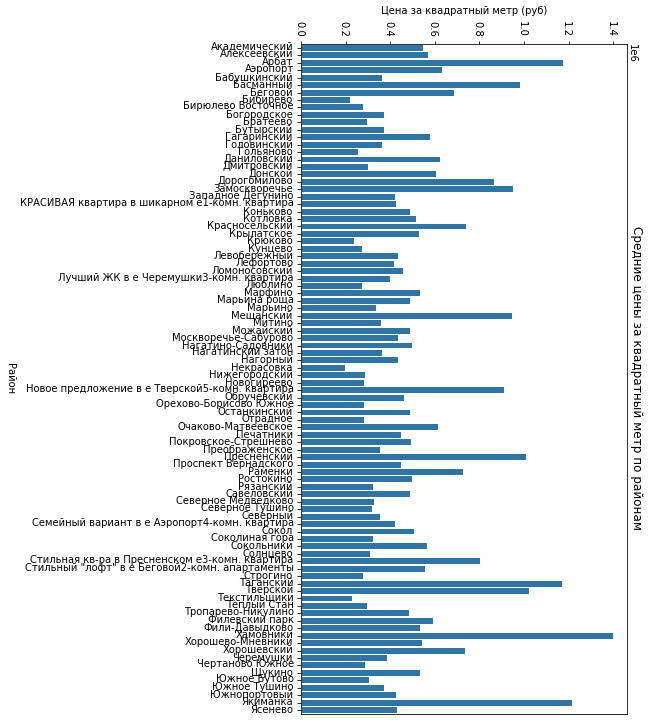 Цена за квадратный метр (руб)
0.0
0.2
0.4
0.6
0.8
1.0
1.2
1.4
1e6
Академический
Алексеевский
Арбат
Аэропорт
Бабушкинский
Басманный
Беговой
Бибирево
Бирюлево Восточное
Богородское
Братеево
Бутырский
Гагаринский
Головинский
Гольяново
Даниловский
Дмитровский
Донской
Дорогомилово
Замоскворечье
Западное Дегунино
КРАСИВАЯ квартира в шикарном е1-комн. квартира
Коньково
Котловка
Красносельский
Крылатское
Крюково
Кунцево
Левобережный
Лефортово
Ломоносовский
Лучший ЖК в е Черемушки3-комн. квартира
Люблино
Марфино
Марьина роща
Марьино
Мещанский
Митино
Можайский
Москворечье-Сабурово
Нагатино-Садовники
Нагатинский затон
Нагорный
Некрасовка
Нижегородский
Новогиреево
Новое предложение в е Тверской5-комн. квартира
Обручевский
Орехово-Борисово Южное
Останкинский
Отрадное
Очаково-Матвеевское
Печатники
Покровское-Стрешнево
Преображенское
Пресненский
Проспект Вернадского
Раменки
Ростокино
Рязанский
Савеловский
Северное Медведково
Северное Тушино
Северный
Семейный вариант в е Аэропорт4-комн. квартира
Сокол
Соколиная гора
Сокольники
Солнцево
Стильная кв-ра в Пресненском е3-комн. квартира
Стильный "лофт" в е Беговой2-комн. апартаменты
Строгино
Таганский
Тверской
Текстильщики
Теплый Стан
Тропарево-Никулино
Филевский парк
Фили-Давыдково
Хамовники
Хорошево-Мневники
Хорошевский
Черемушки
Чертаново Южное
Щукино
Южное Бутово
Южное Тушино
Южнопортовый
Якиманка
Ясенево
Район
Средние цены за квадратный метр по районам